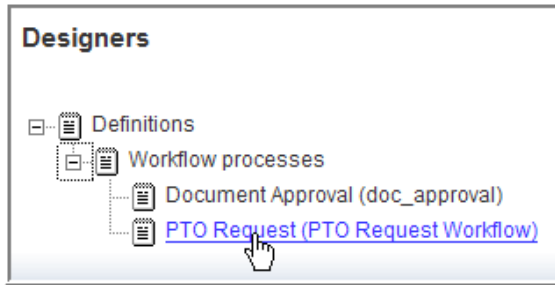 Designers
Definitions
Workflow processes
Document Approval (doc_approval)
PTO Request (PTO Request Workflow)